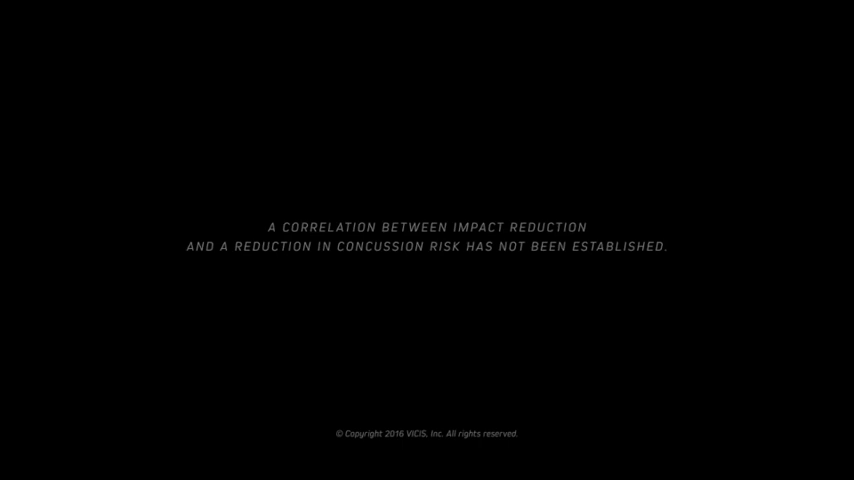 A CORRELATION BETWEEN IMPACT REDUCTION
AND A REDUCTION IN CONCUSSION RISK HAS NOT BEEN ESTABLISHED.
© Copyright 2016 VICIS, Inc. All rights reserved.